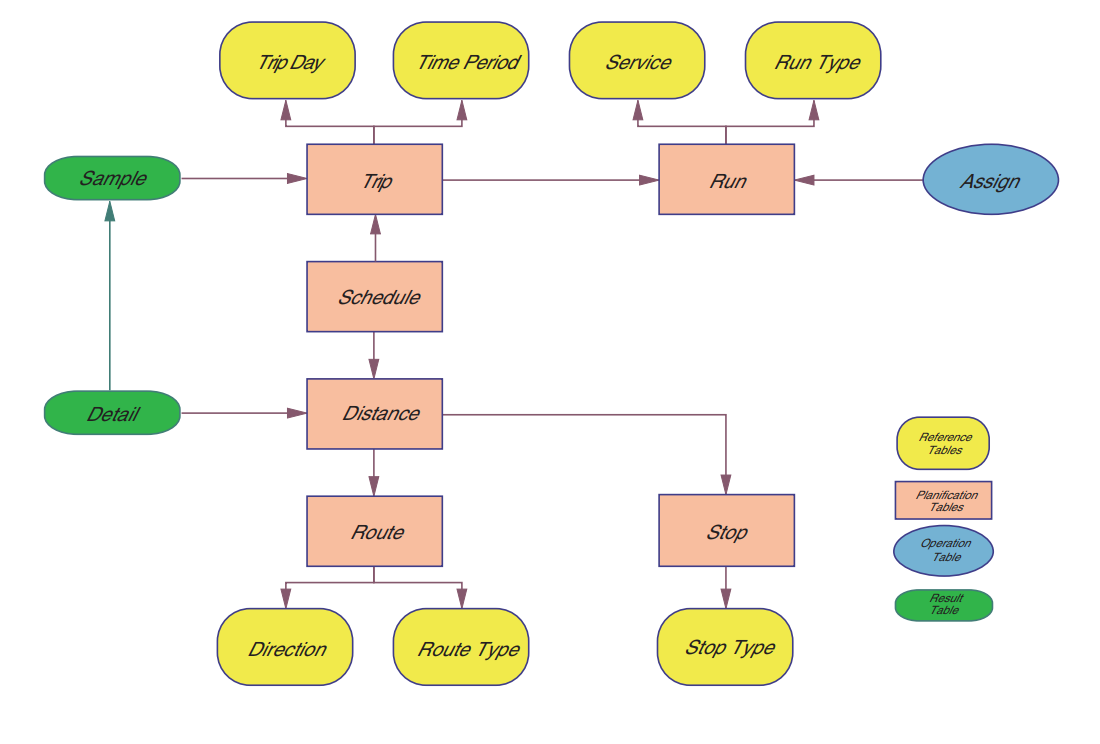 Trip Day
Time Period
Service
Run Type
Sample
Trip
Run
Assign
Schedule
Detail
Distance
Route
Stop
Direction
Route Type
Stop Type
Reference
Tables
Planification
Tables
Operation
Table
Result
Table